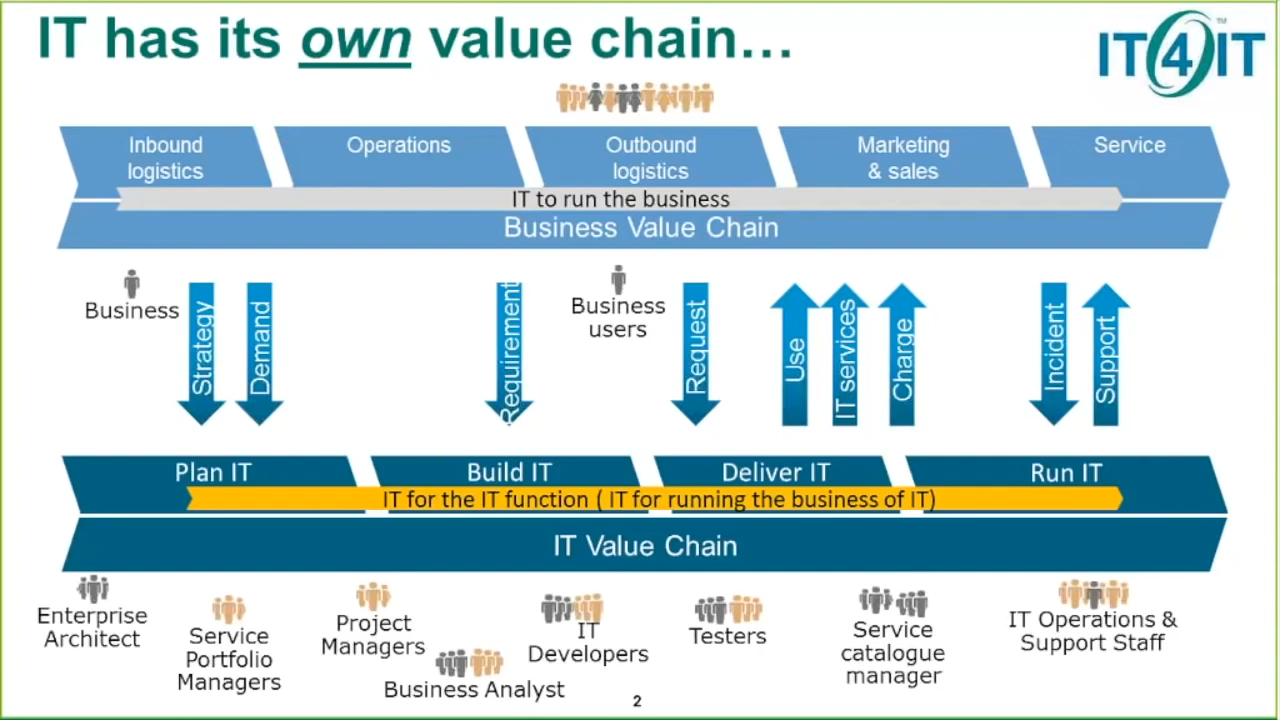 IT has its own value chain...
IT4IT™
Inbound
logistics
Operations
Outbound
logistics
Marketing
& sales
Service
IT to run the business
Business Value Chain
Business
Strategy
Demand
Requirement
Business
users
Request
Use
IT services
Charge
Incident
Support
Plan IT
Build IT
Deliver IT
Run IT
IT for the IT function ( IT for running the business of IT)
IT Value Chain
Enterprise
Architect
Service
Portfolio
Managers
Project
Managers
Business Analyst
IT
Developers
Testers
Service
catalogue
manager
IT Operations &
Support Staff
2